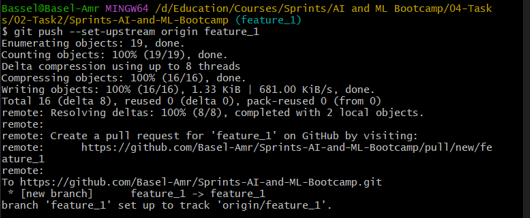 Basel@Basel-Amr MINGW64 /d/Education/Courses/Sprints/AI and ML Bootcamp/04-Task
s/02-Task2/Sprints-AI-and-ML-Bootcamp (feature_1)
$ git push --set-upstream origin feature_1
Enumerating objects: 19, done.
Counting objects: 100% (19/19), done.
Delta compression using up to 8 threads
Compressing objects: 100% (16/16), done.
Writing objects: 100% (16/16), 1.33 KiB | 681.00 KiB/s, done.
Total 16 (delta 8), reused 0 (delta 0), pack-reused 0 (from 0)
remote: Resolving deltas: 100% (8/8), completed with 2 local objects.
remote:
remote: Create a pull request for 'feature_1' on GitHub by visiting:
remote:      https://github.com/Basel-Amr/Sprints-AI-and-ML-Bootcamp/pull/new/fe
ature_1
remote:
To https://github.com/Basel-Amr/Sprints-AI-and-ML-Bootcamp.git
 * [new branch]      feature_1 -> feature_1
branch 'feature_1' set up to track 'origin/feature_1'.